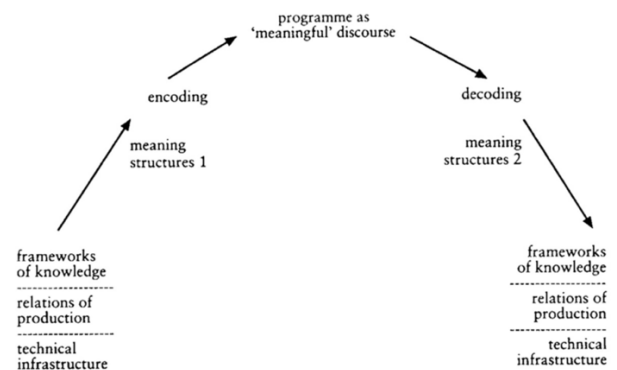 programme as
'meaningful' discourse
encoding
decoding
meaning
structures 1
meaning
structures 2
frameworks
of knowledge
relations of
production
technical
infrastructure
frameworks
of knowledge
relations of
production
technical
infrastructure